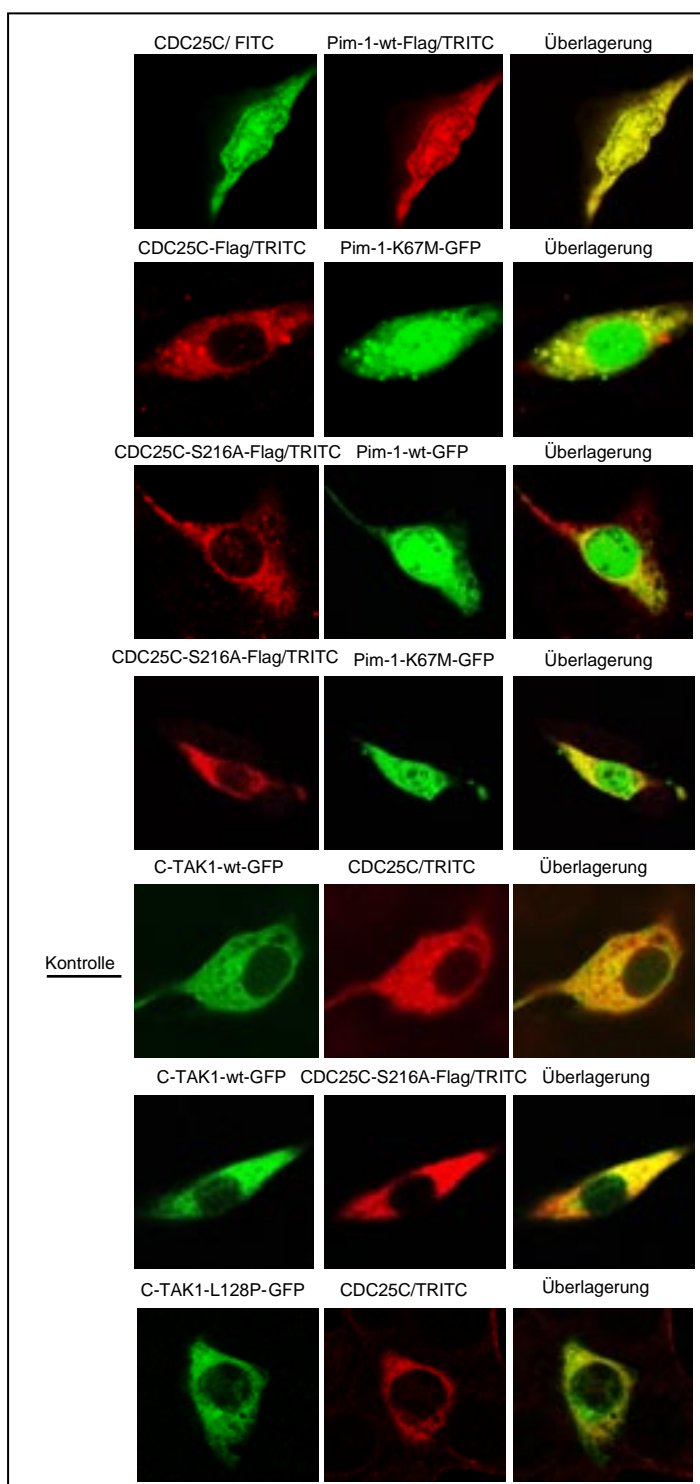 CDC25C/ FITC Pim-1-wt-Flag/TRITC Überlagerung
CDC25C-Flag/TRITC Pim-1-K67M-GFP Überlagerung
CDC25C-S216A-Flag/TRITC Pim-1-wt-GFP Überlagerung
CDC25C-S216A-Flag/TRITC Pim-1-K67M-GFP Überlagerung
C-TAK1-wt-GFP CDC25C/TRITC Überlagerung
Kontrolle
C-TAK1-wt-GFP CDC25C-S216A-Flag/TRITC Überlagerung
C-TAK1-L128P-GFP CDC25C/TRITC Überlagerung